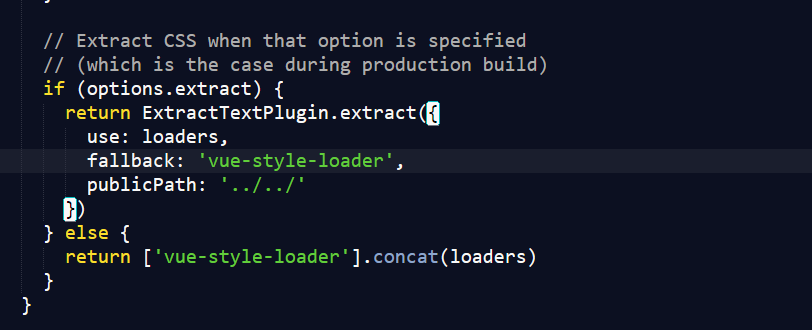 // Extract CSS when that option is specified
// (which is the case during production build)
if (options.extract) {
return ExtractTextPlugin.extract({
use: loaders,
fallback: 'vue-style-loader',
publicPath: '../../'
})
} else {
return ['vue-style-loader'].concat(loaders)
}
}